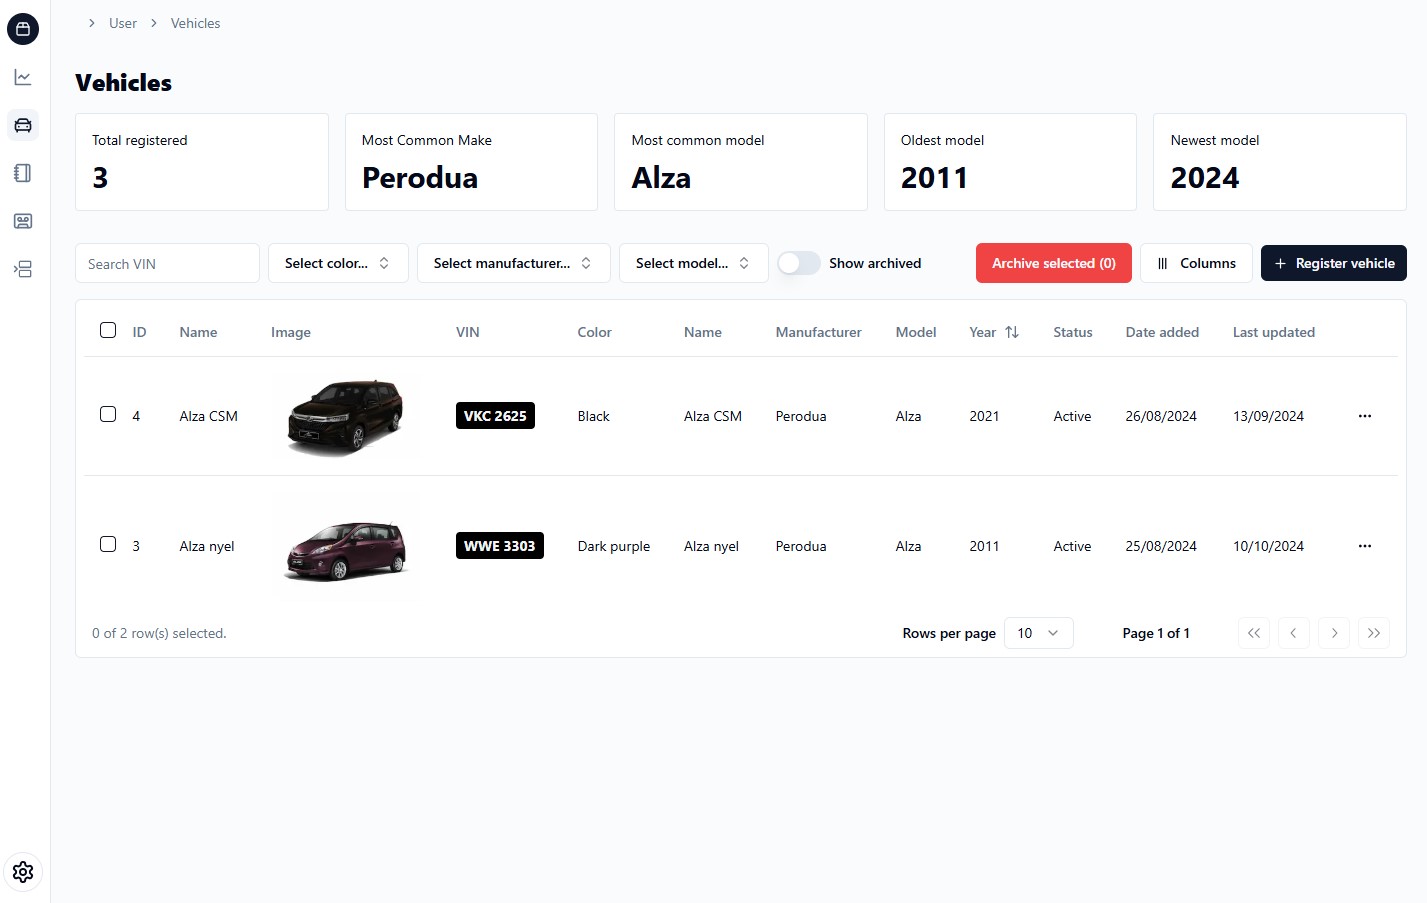 User Vehicles
Vehicles
Total registered
3
Most Common Make
Perodua
Most common model
Alza
Oldest model
2011
Newest model
2024
Search VIN
Select color...
Select manufacturer...
Select model...
Show archived
Archive selected (0)
Columns
Register vehicle
ID Name Image VIN Color Name Manufacturer Model Year Status Date added Last updated
4 Alza CSM VKC 2625 Black Alza CSM Perodua Alza 2021 Active 26/08/2024 13/09/2024
3 Alza nyel WWE 3303 Dark purple Alza nyel Perodua Alza 2011 Active 25/08/2024 10/10/2024
0 of 2 row(s) selected.
Rows per page 10
Page 1 of 1